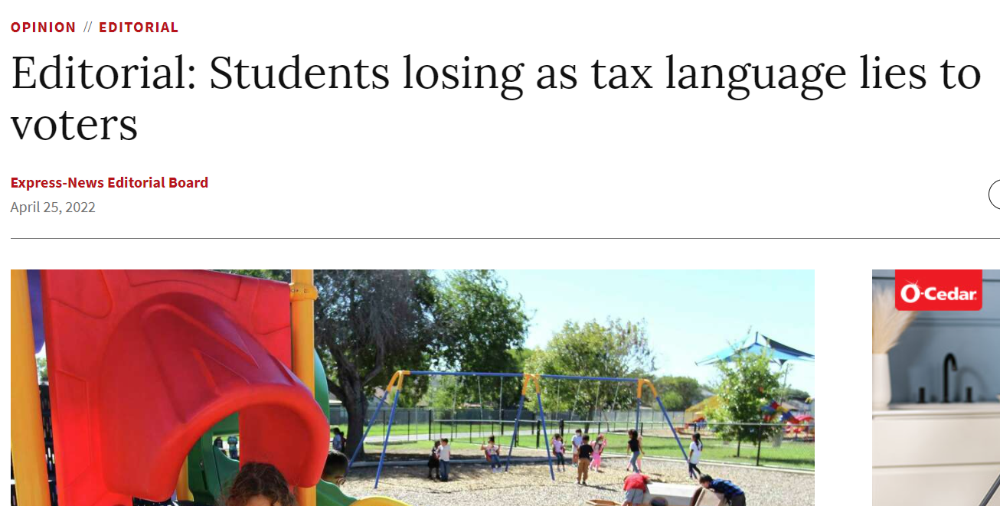 OPINION // EDITORIAL
Editorial: Students losing as tax language lies to
voters
Express-News Editorial Board
April 25, 2022
O-Cedar